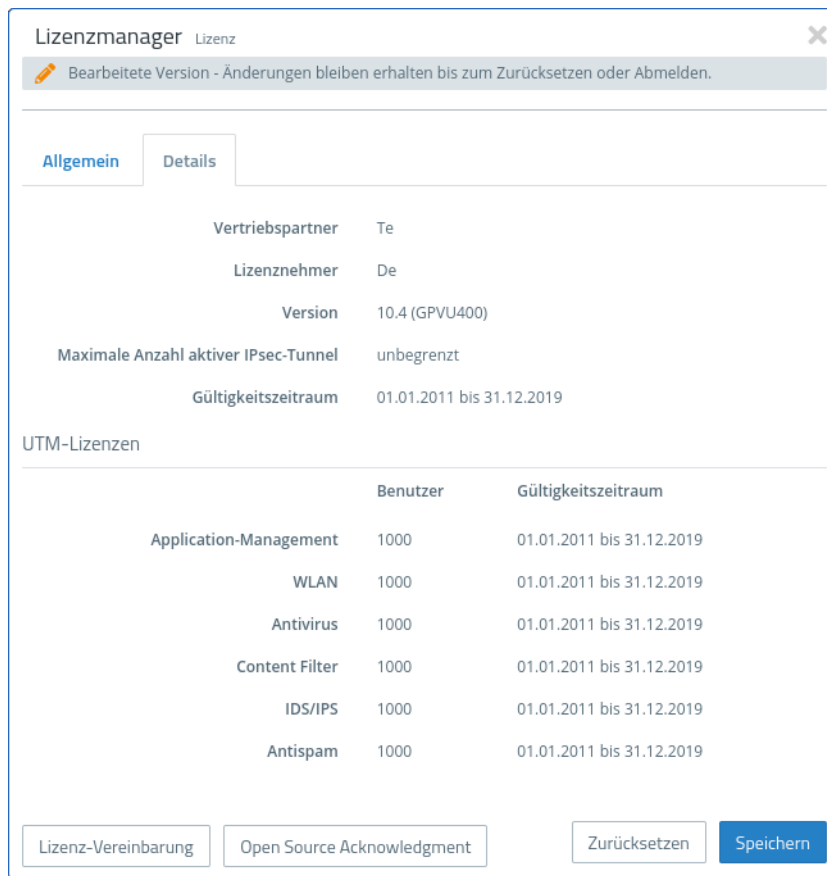 Lizenzmanager Lizenz
Bearbeitete Version - Änderungen bleiben erhalten bis zum Zurücksetzen oder Abmelden.
Allgemein Details
Vertriebspartner Te
Lizenznehmer De
Version 10.4 (GPVU400)
Maximale Anzahl aktiver IPsec-Tunnel unbegrenzt
Gültigkeitszeitraum 01.01.2011 bis 31.12.2019
UTM-Lizenzen
Benutzer Gültigkeitszeitraum
Application-Management 1000 01.01.2011 bis 31.12.2019
WLAN 1000 01.01.2011 bis 31.12.2019
Antivirus 1000 01.01.2011 bis 31.12.2019
Content Filter 1000 01.01.2011 bis 31.12.2019
IDS/IPS 1000 01.01.2011 bis 31.12.2019
Antispam 1000 01.01.2011 bis 31.12.2019
Lizenz-Vereinbarung Open Source Acknowledgment Zurücksetzen Speichern